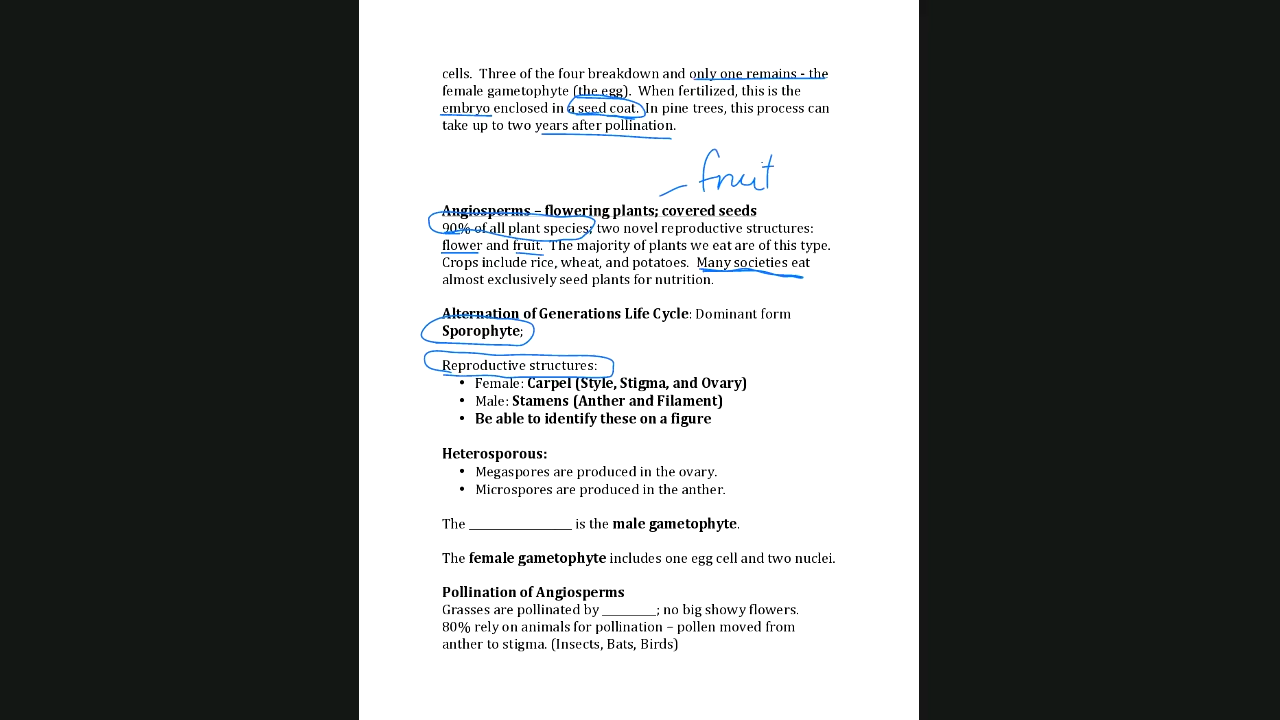 cells. Three of the four breakdown and only one remains - the
female gametophyte (the egg). When fertilized, this is the
embryo enclosed in a seed coat. In pine trees, this process can
take up to two years after pollination.
- fruit
Angiosperms – flowering plants; covered seeds
90% of all plant species; two novel reproductive structures:
flower and fruit. The majority of plants we eat are of this type.
Crops include rice, wheat, and potatoes. Many societies eat
almost exclusively seed plants for nutrition.
Alternation of Generations Life Cycle: Dominant form
Sporophyte;
Reproductive structures:
• Female: Carpel (Style, Stigma, and Ovary)
• Male: Stamens (Anther and Filament)
• Be able to identify these on a figure
Heterosporous:
• Megaspores are produced in the ovary.
• Microspores are produced in the anther.
The _________________ is the male gametophyte.
The female gametophyte includes one egg cell and two nuclei.
Pollination of Angiosperms
Grasses are pollinated by _________; no big showy flowers.
80% rely on animals for pollination – pollen moved from
anther to stigma. (Insects, Bats, Birds)